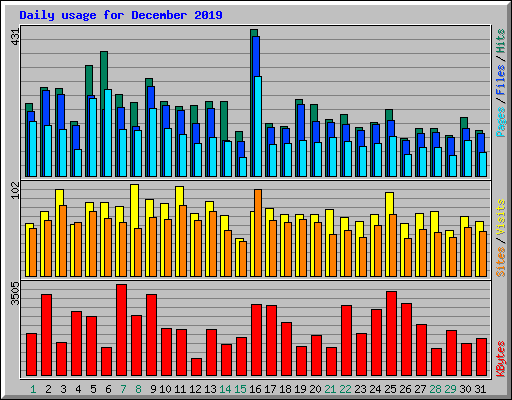 Daily usage for December 2019
431
Pages / Files / Hits
102
Sites / Visits
3505
KBytes
1 2 3 4 5 6 7 8 9 10 11 12 13 14 15 16 17 18 19 20 21 22 23 24 25 26 27 28 29 30 31